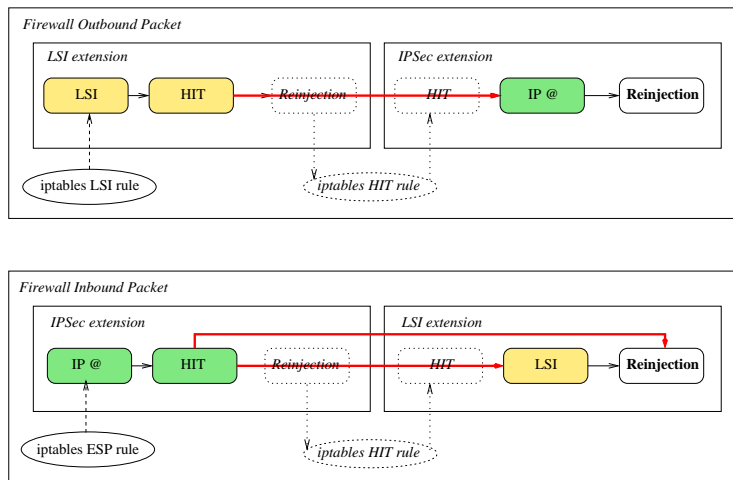 Firewall Outbound Packet
LSI extension
IPSec extension
LSI
HIT
Reinjection
HIT
IP @
Reinjection
iptables LSI rule
iptables HIT rule
Firewall Inbound Packet
IPSec extension
LSI extension
IP @
HIT
Reinjection
HIT
LSI
Reinjection
iptables ESP rule
iptables HIT rule